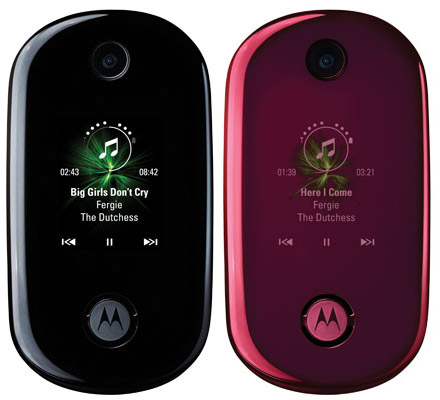 02:43 08:42
Big Girls Don't Cry
Fergie
The Dutchess
01:39 03:21
Here I Come
Fergie
The Dutchess